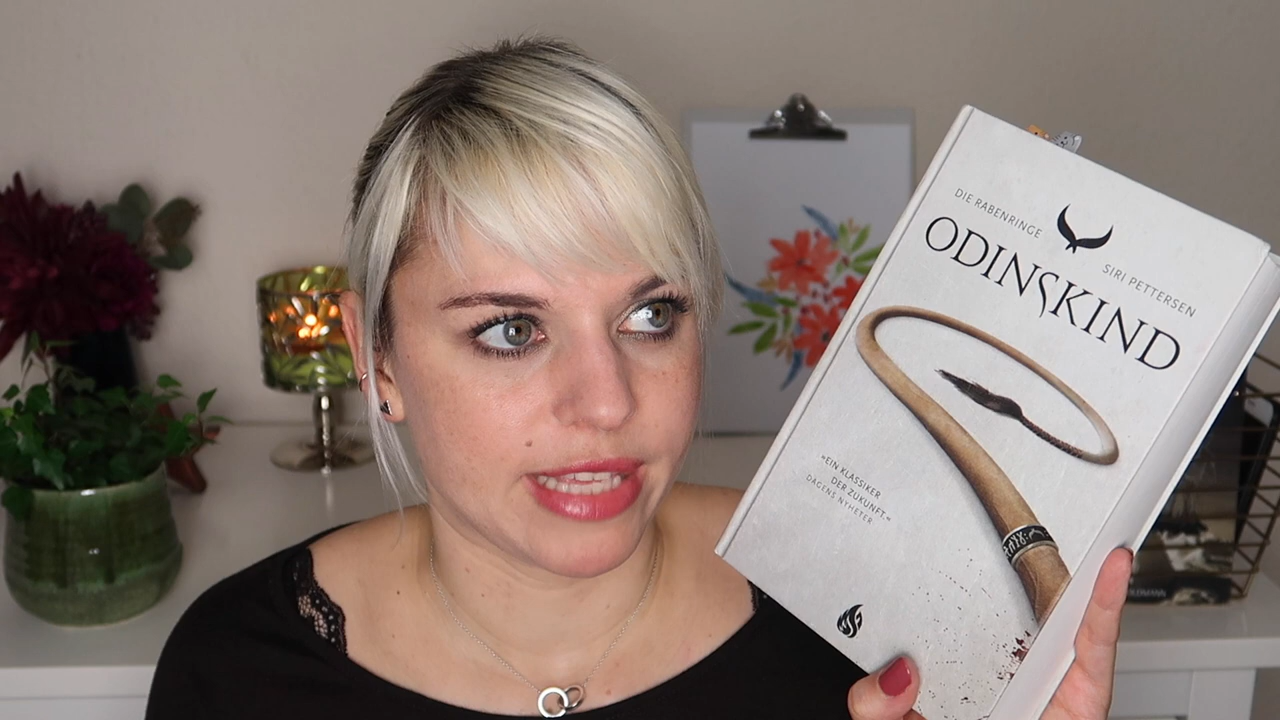 DIE RABENRINGE
SIRI PETTERSEN
ODINSKIND
»EIN KLASSIKER
DER ZUKUNFT.«
DAGENS NYHETER